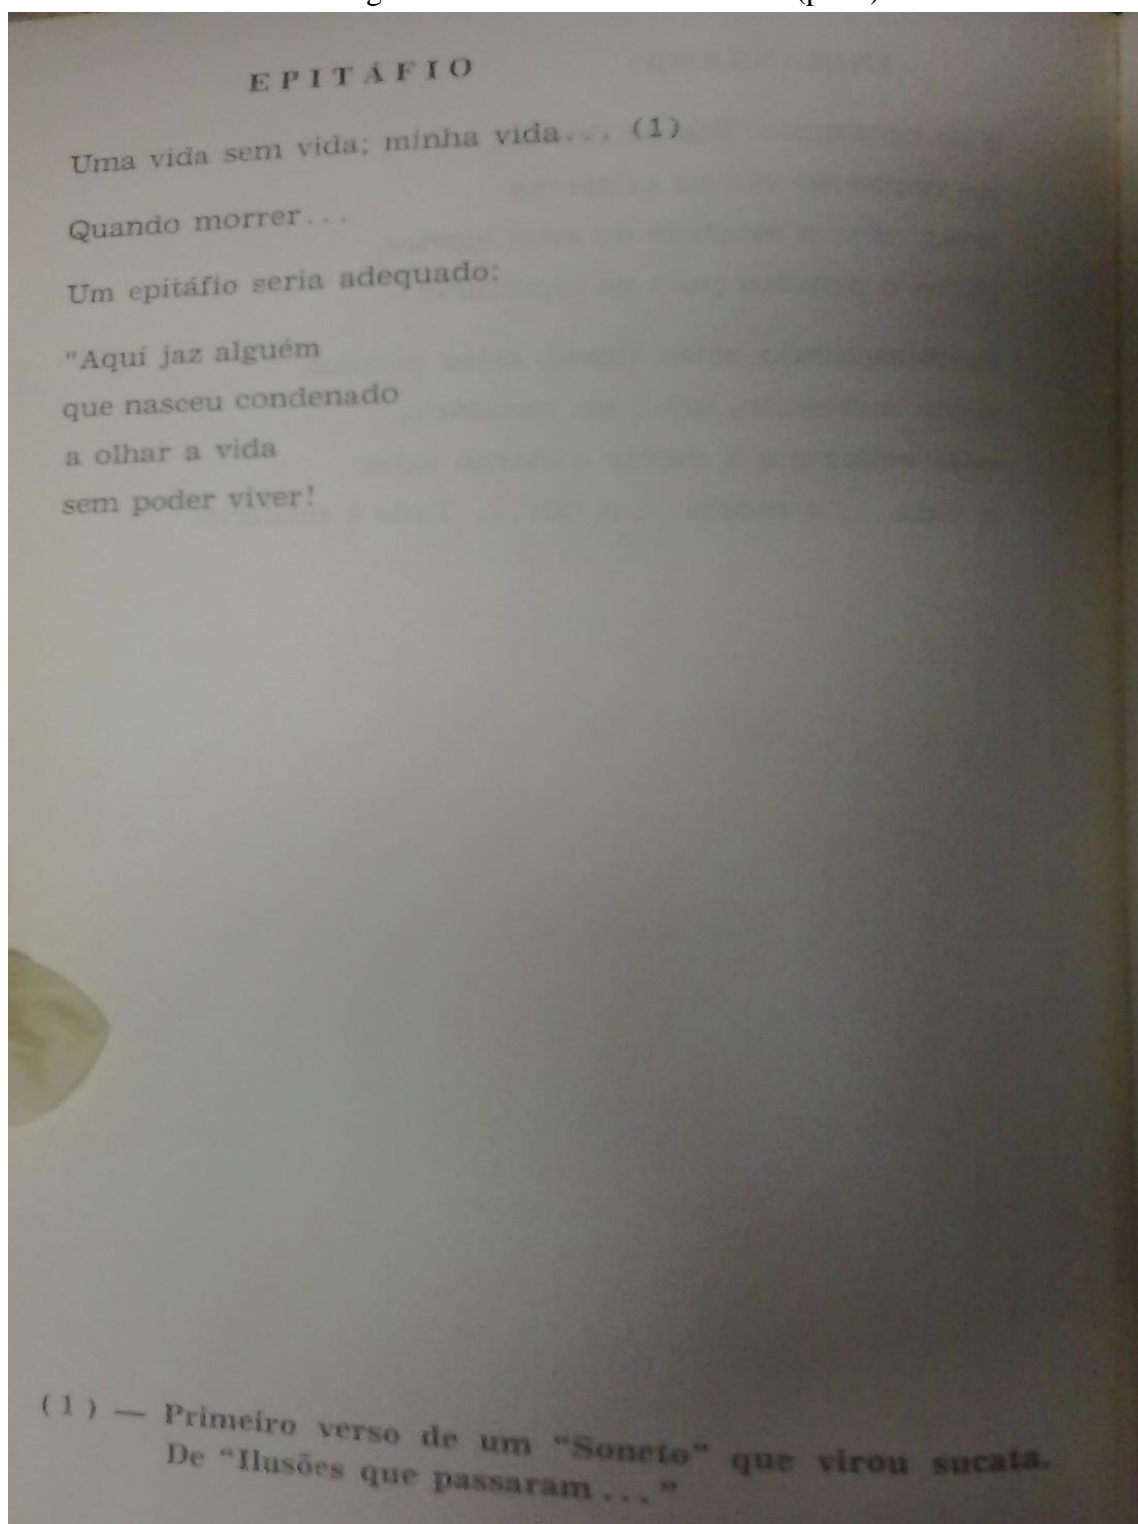 EPITÁFIO
Uma vida sem vida; minha vida... (1)
Quando morrer...
Um epitáfio seria adequado:
“Aquí jaz alguém
que nasceu condenado
a olhar a vida
sem poder viver!
(1) — Primeiro verso de um “Soneto” que virou sucata.
De “Ilusões que passaram...”